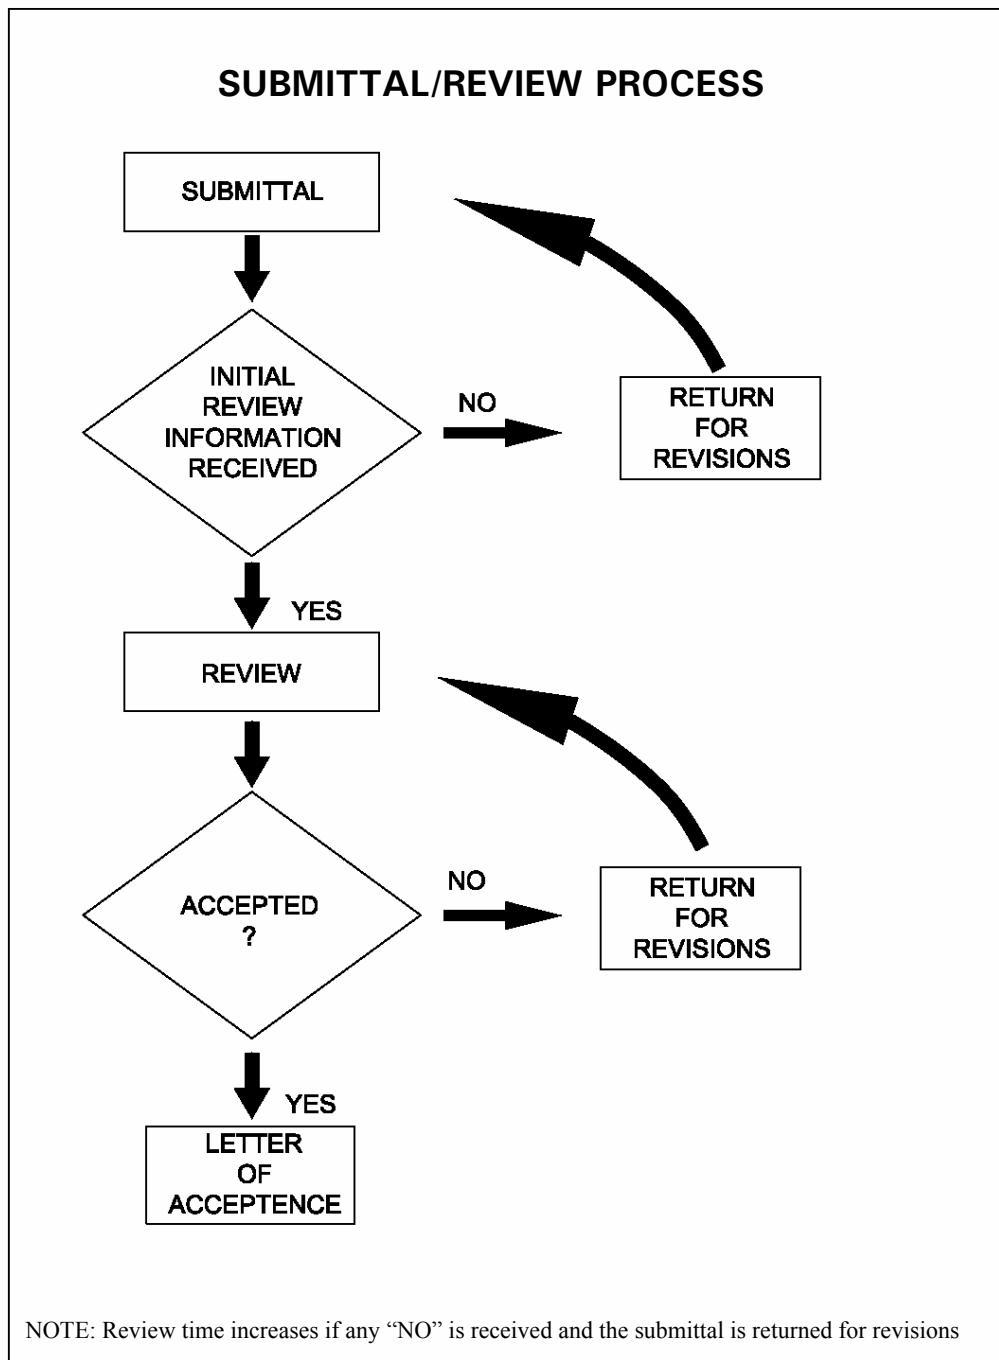 SUBMITTAL/REVIEW PROCESS
SUBMITTAL
INITIAL
REVIEW
INFORMATION
RECEIVED
NO
RETURN
FOR
REVISIONS
YES
REVIEW
ACCEPTED
?
NO
RETURN
FOR
REVISIONS
YES
LETTER
OF
ACCEPTENCE
NOTE: Review time increases if any “NO” is received and the submittal is returned for revisions